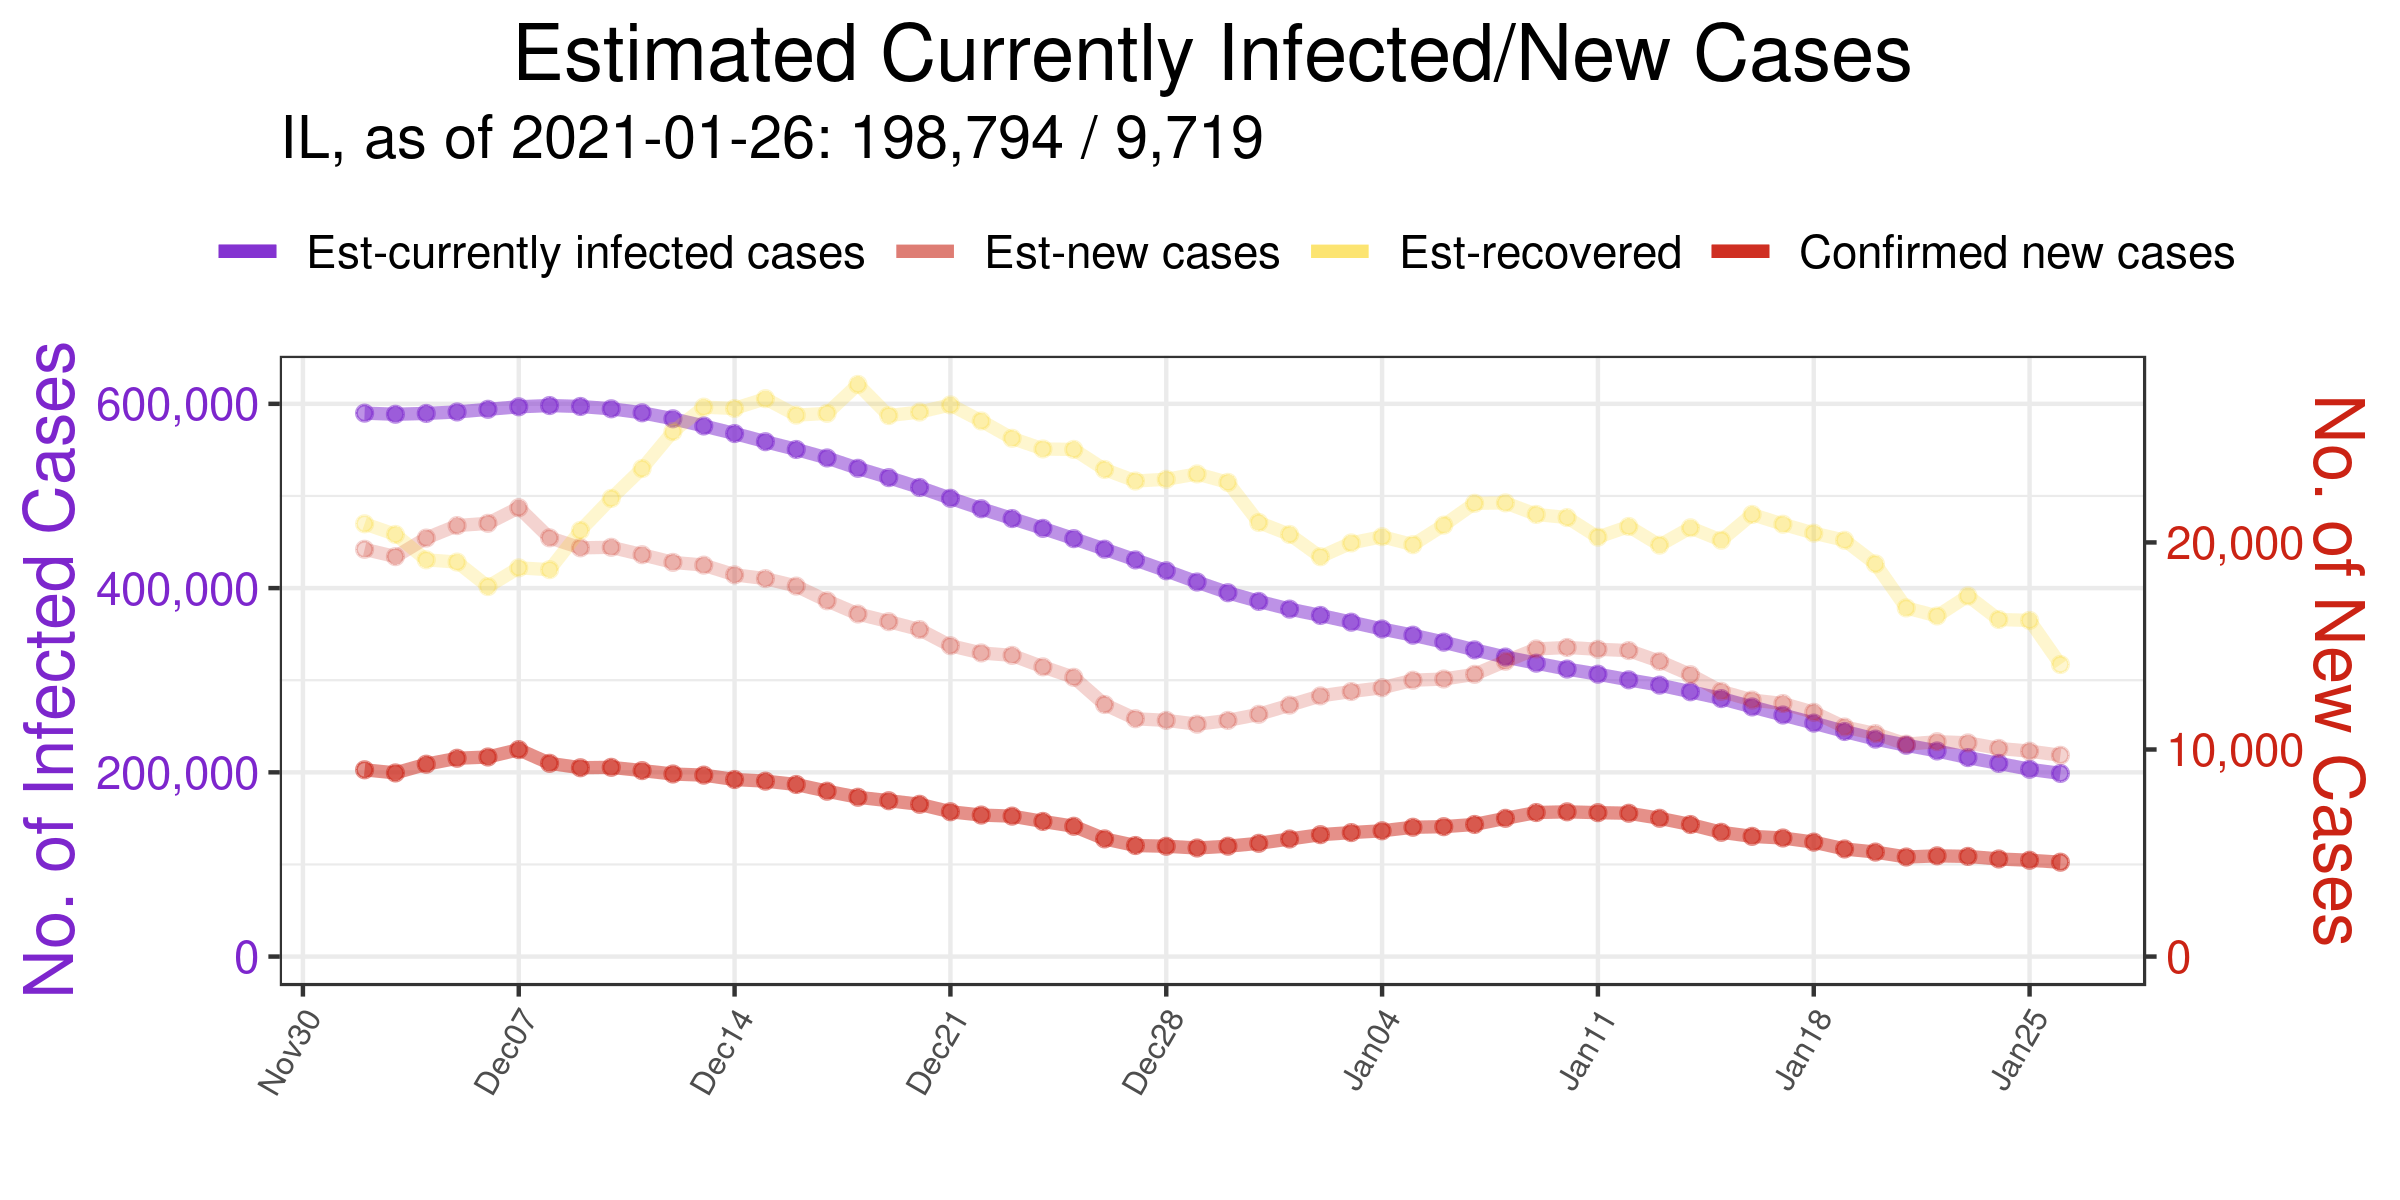 Estimated Currently Infected/New Cases
IL, as of 2021-01-26: 198,794 / 9,719
Est-currently infected cases Est-new cases Est-recovered Confirmed new cases
No. of Infected Cases
600,000
400,000
200,000
0
No. of New Cases
20,000
10,000
0
Nov30 Dec07 Dec14 Dec21 Dec28 Jan04 Jan11 Jan18 Jan25